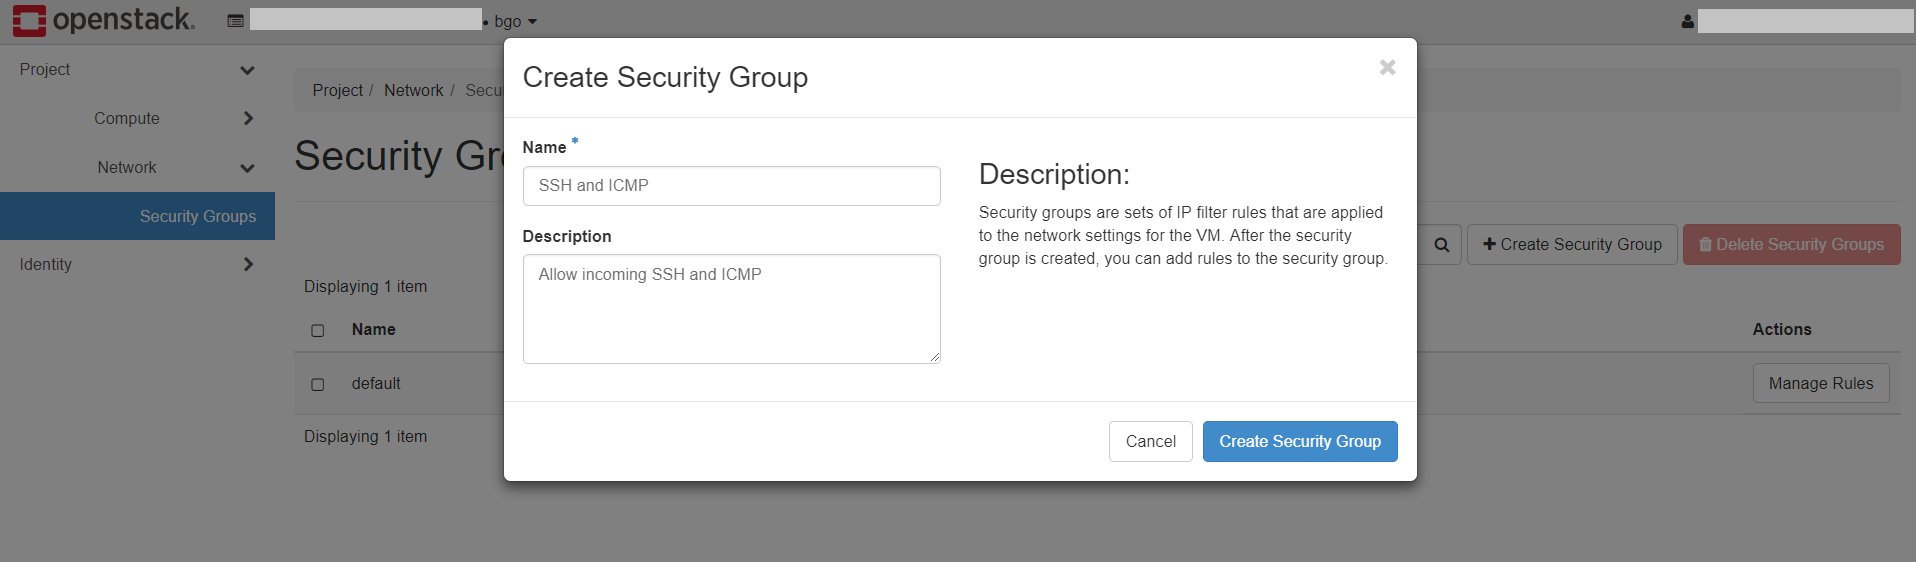 openstack.
bgo
Project
Compute
Network
Security Groups
Identity
Project / Network /
Security
Create Security Group
Delete Security Groups
Displaying 1 item
Name
Actions
default
Manage Rules
Displaying 1 item
Create Security Group
Name *
SSH and ICMP
Description
Allow incoming SSH and ICMP
Description:
Security groups are sets of IP filter rules that are applied
to the network settings for the VM. After the security
group is created, you can add rules to the security group.
Cancel
Create Security Group